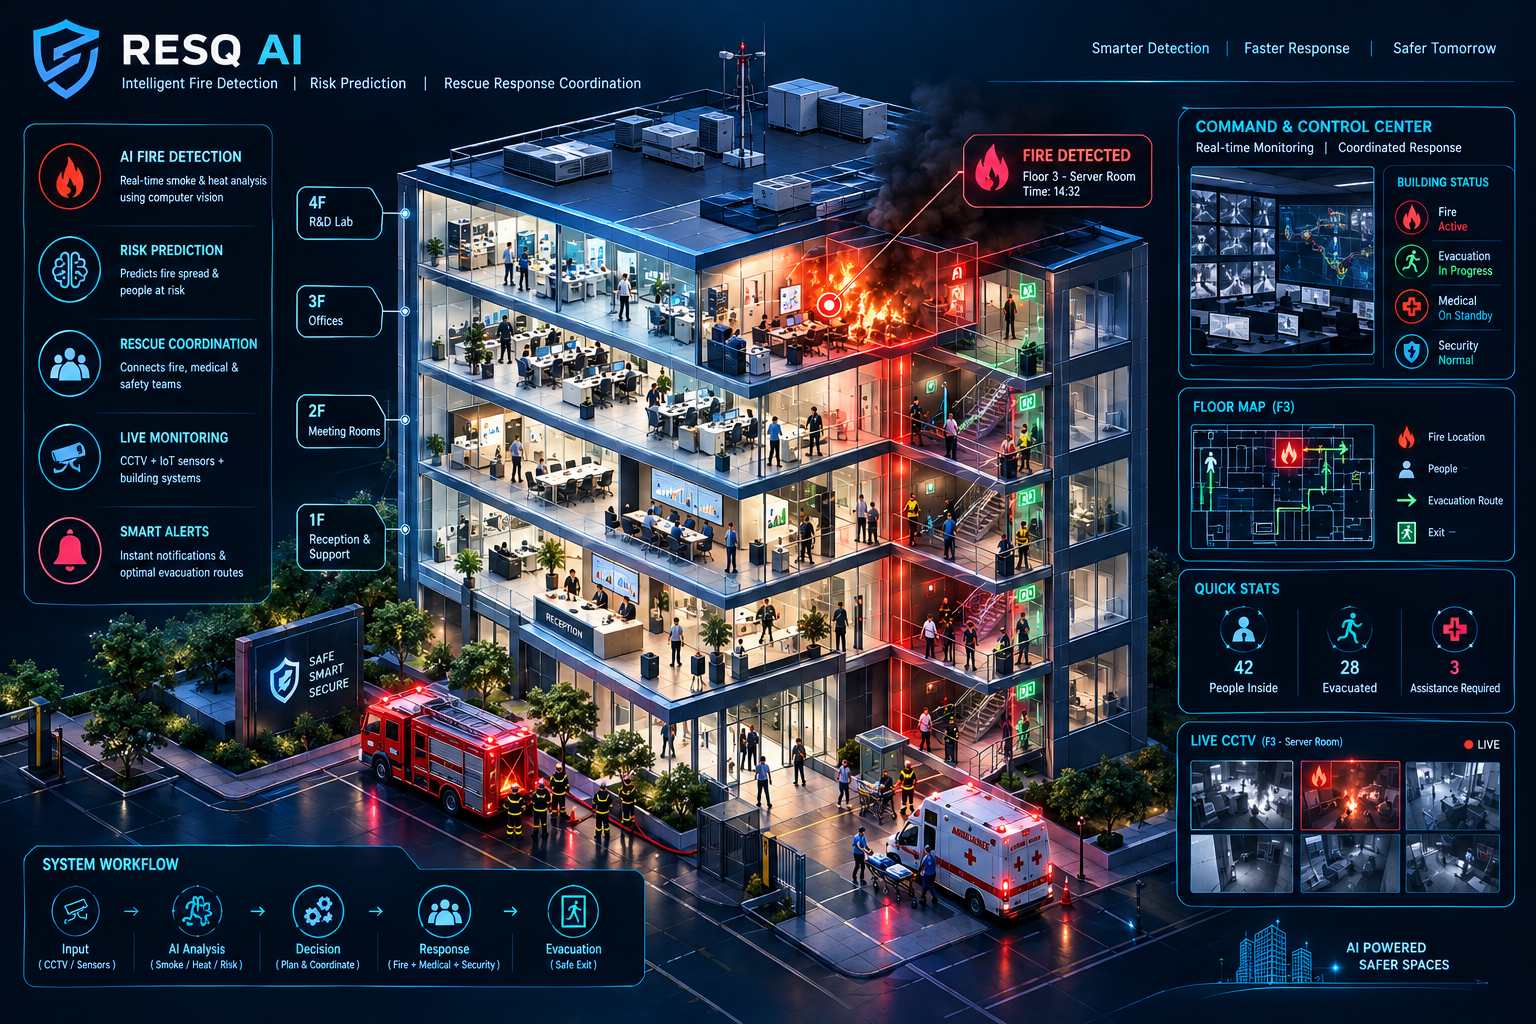 RESQ AI
Intelligent Fire Detection | Risk Prediction | Rescue Response Coordination
Smarter Detection | Faster Response | Safer Tomorrow
AI FIRE DETECTION
Real-time smoke & heat analysis
using computer vision
RISK PREDICTION
Predicts fire spread &
people at risk
RESCUE COORDINATION
Connects fire, medical &
safety teams
LIVE MONITORING
CCTV + IoT sensors +
building systems
SMART ALERTS
Instant notifications &
optimal evacuation routes
4F
R&D Lab
3F
Offices
2F
Meeting Rooms
1F
Reception &
Support
FIRE DETECTED
Floor 3 - Server Room
Time: 14:32
RECEPTION
SAFE
SMART
SECURE
COMMAND & CONTROL CENTER
Real-time Monitoring | Coordinated Response
BUILDING STATUS
Fire
Active
Evacuation
In Progress
Medical
On Standby
Security
Normal
FLOOR MAP (F3)
Fire Location
People
Evacuation Route
Exit
QUICK STATS
42
People Inside
28
Evacuated
3
Assistance Required
LIVE CCTV (F3 - Server Room)
LIVE
SYSTEM WORKFLOW
Input
( CCTV / Sensors )
AI Analysis
( Smoke / Heat / Risk )
Decision
( Plan & Coordinate )
Response
( Fire + Medical + Security )
Evacuation
( Safe Exit )
AI POWERED
SAFER SPACES